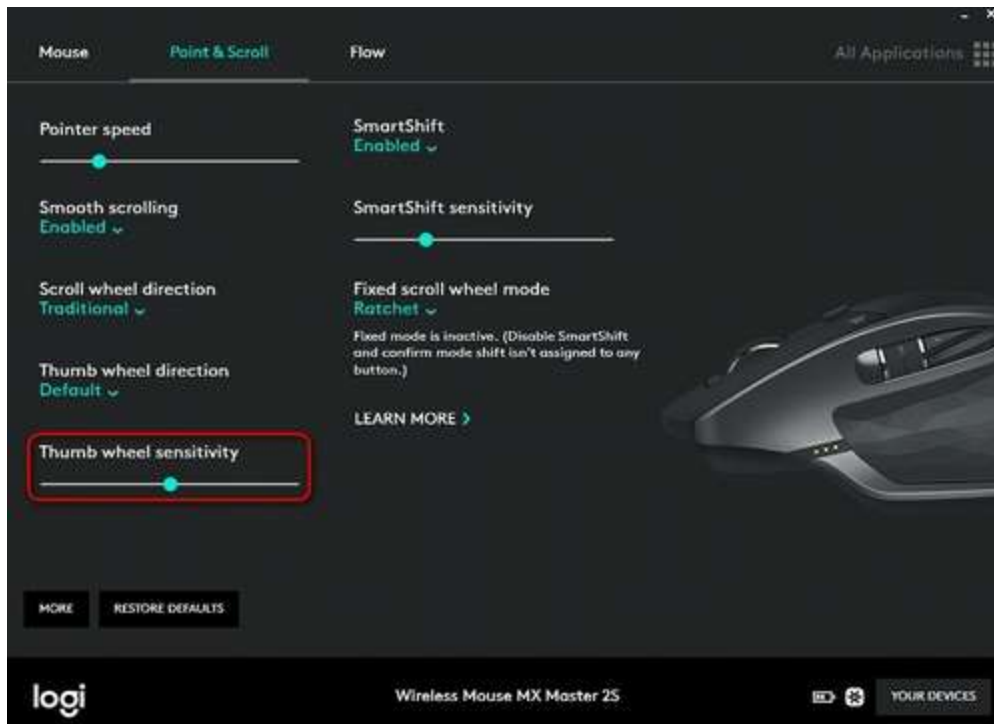 Mouse
Point & Scroll
Flow
All Applications
Pointer speed
Smooth scrolling
Enabled
Scroll wheel direction
Traditional
Thumb wheel direction
Default
Thumb wheel sensitivity
SmartShift
Enabled
SmartShift sensitivity
Fixed scroll wheel mode
Ratchet
Fixed mode is inactive. (Disable SmartShift
and confirm mode shift isn't assigned to any
button.)
LEARN MORE
MORE
RESTORE DEFAULTS
logi
Wireless Mouse MX Master 2S
YOUR DEVICES